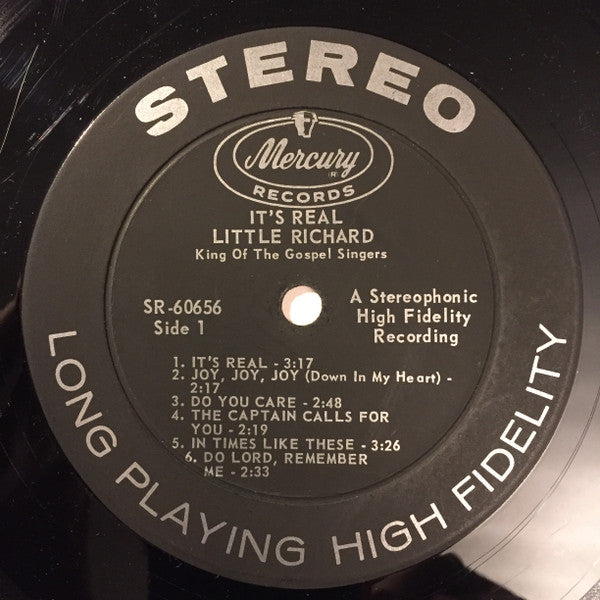 STEREO
Mercury
(R)
RECORDS
IT'S REAL
LITTLE RICHARD
King Of The Gospel Singers
SR-60656
Side 1
A Stereophonic
High Fidelity
Recording
1. IT'S REAL - 3:17
2. JOY, JOY, JOY (Down In My Heart) -
2:17
3. DO YOU CARE - 2:48
4. THE CAPTAIN CALLS FOR
YOU - 2:19
5. IN TIMES LIKE THESE - 3:26
6. DO LORD, REMEMBER
ME - 2:33
LONG PLAYING HIGH FIDELITY